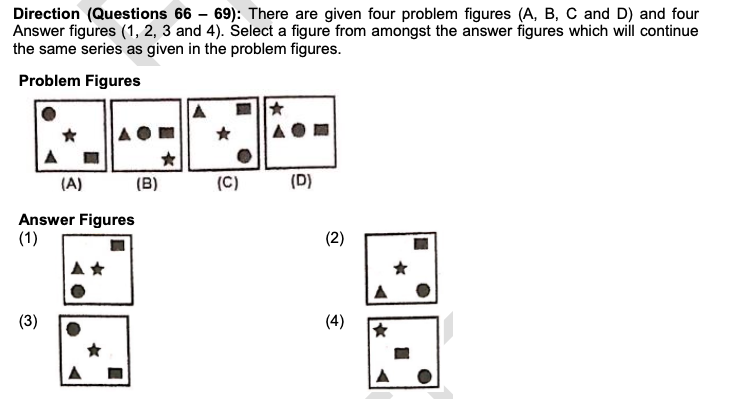 Direction (Questions 66 – 69): There are given four problem figures (A, B, C and D) and four
Answer figures (1, 2, 3 and 4). Select a figure from amongst the answer figures which will continue
the same series as given in the problem figures.
Problem Figures
(A) (B) (C) (D)
Answer Figures
(1) (2)
(3) (4)